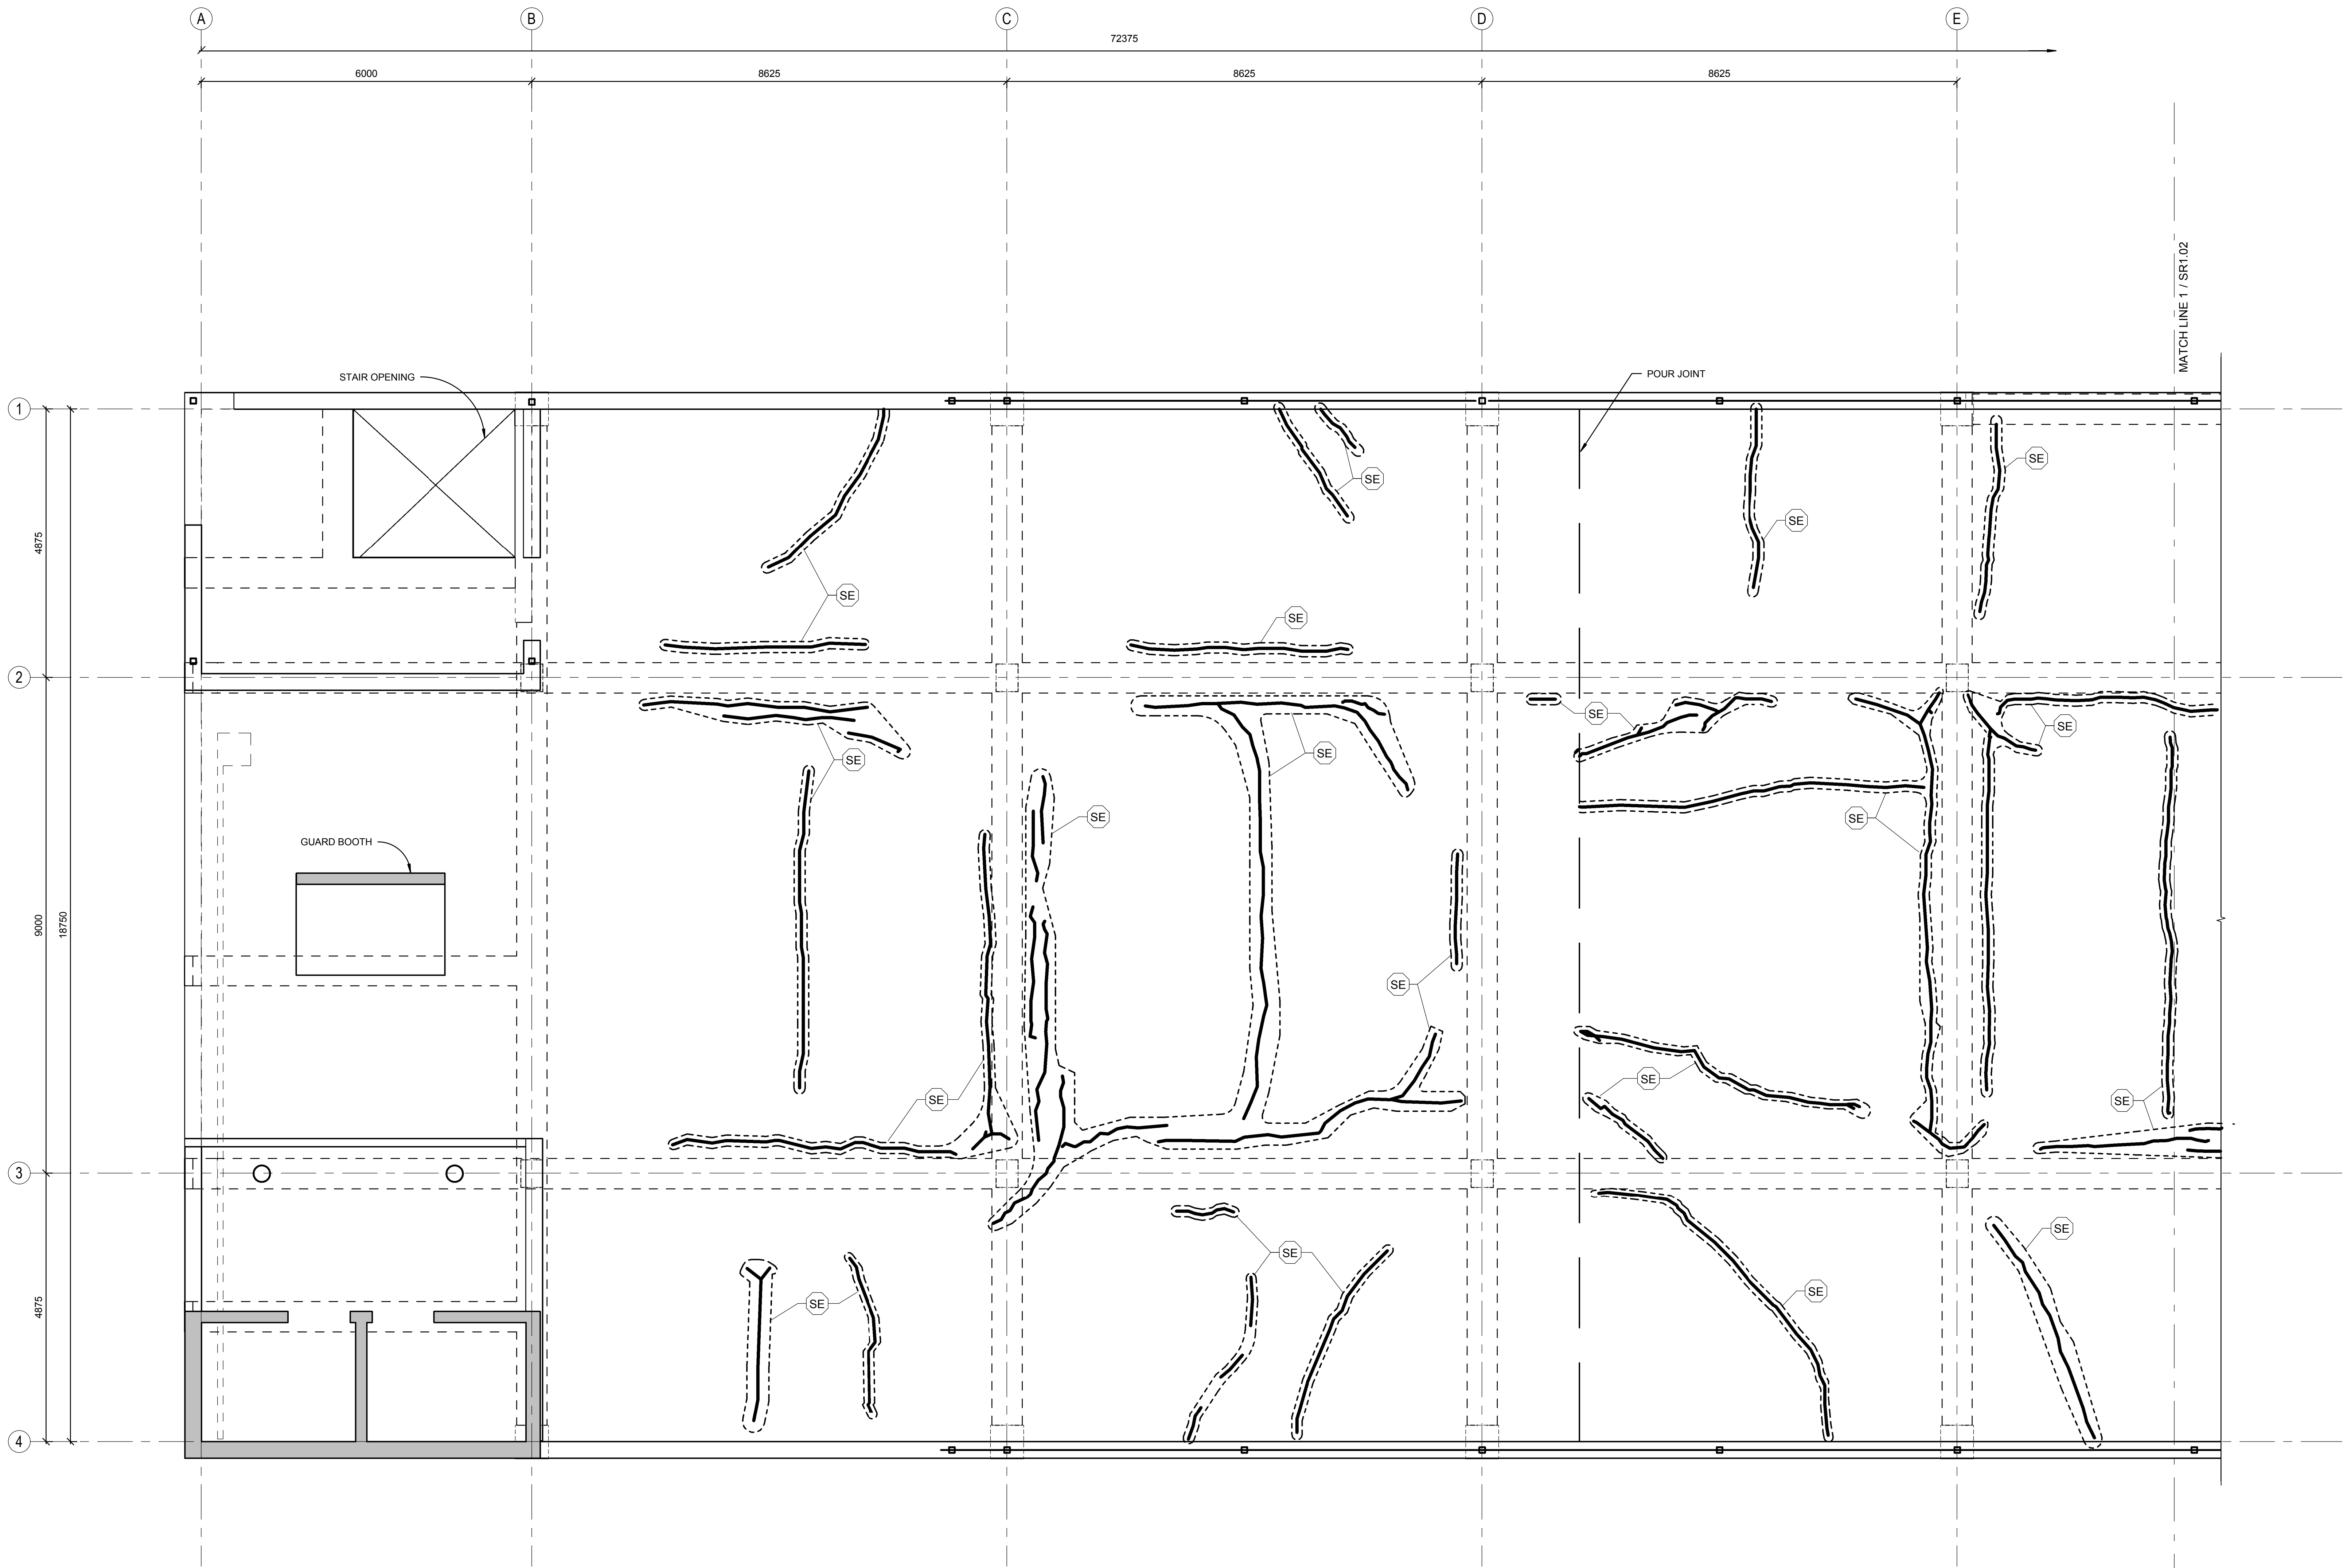 A B C D E
72375
6000 8625 8625 8625
MATCH LINE 1 / SR1.02
STAIR OPENING
POUR JOINT
1
SE
SE
SE
4875
SE
SE
2
SE
SE
SE
SE
SE
SE
SE
GUARD BOOTH
9000
18750
SE
SE
SE
SE
3
SE
SE
SE
SE
4875
4